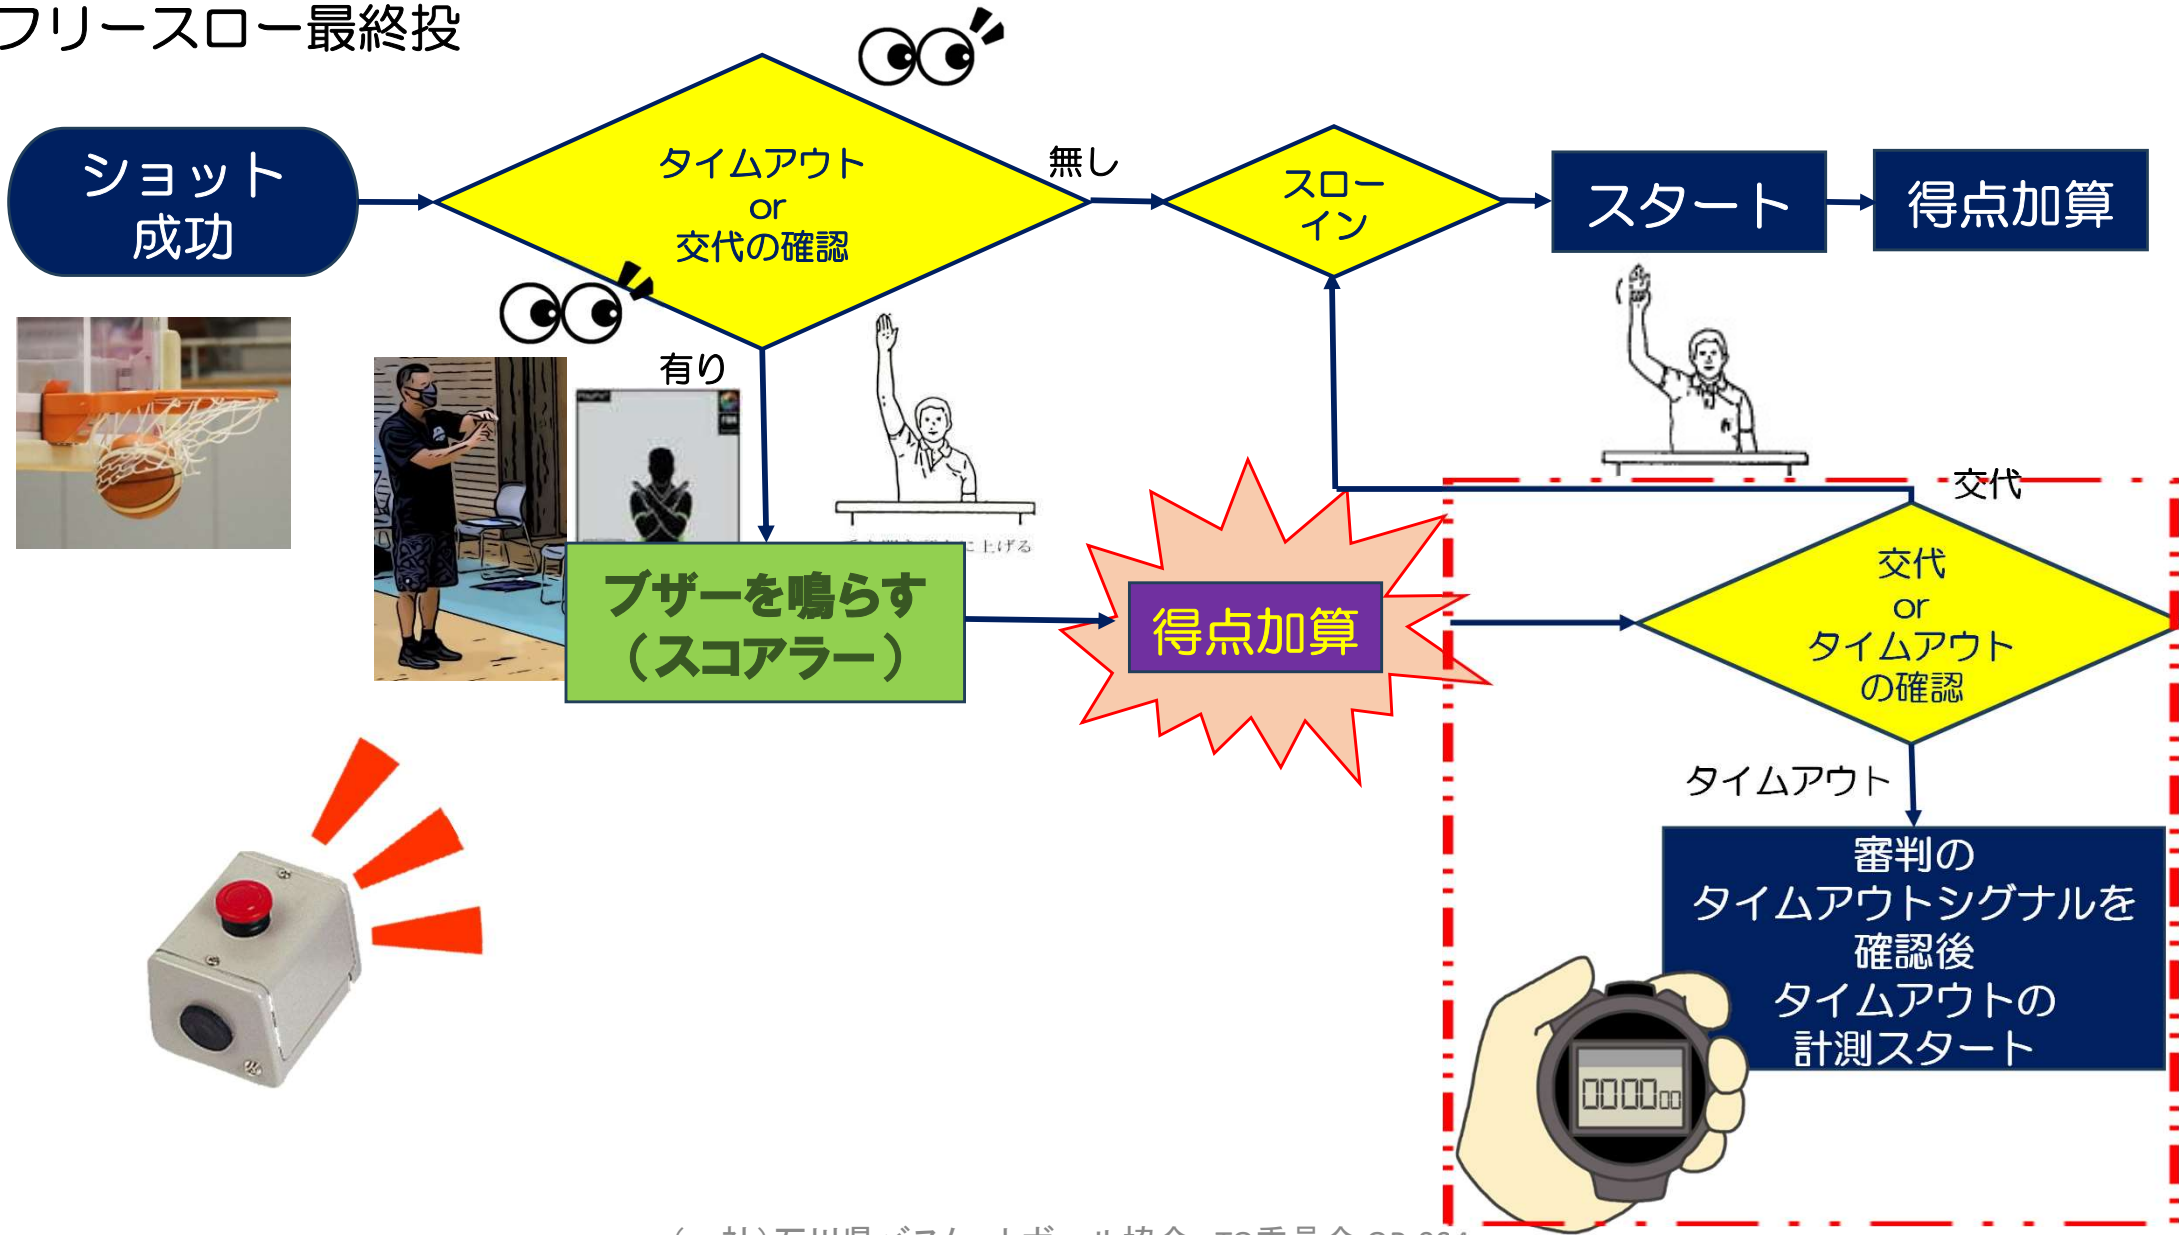 フリースロー最終投
ショット
成功
タイムアウト
or
交代の確認
無し
スロー
イン
スタート
得点加算
有り
に上げる
ブザーを鳴らす
（スコアラー）
得点加算
交代
交代
or
タイムアウト
の確認
タイムアウト
審判の
タイムアウトシグナルを
確認後
タイムアウトの
計測スタート
000000